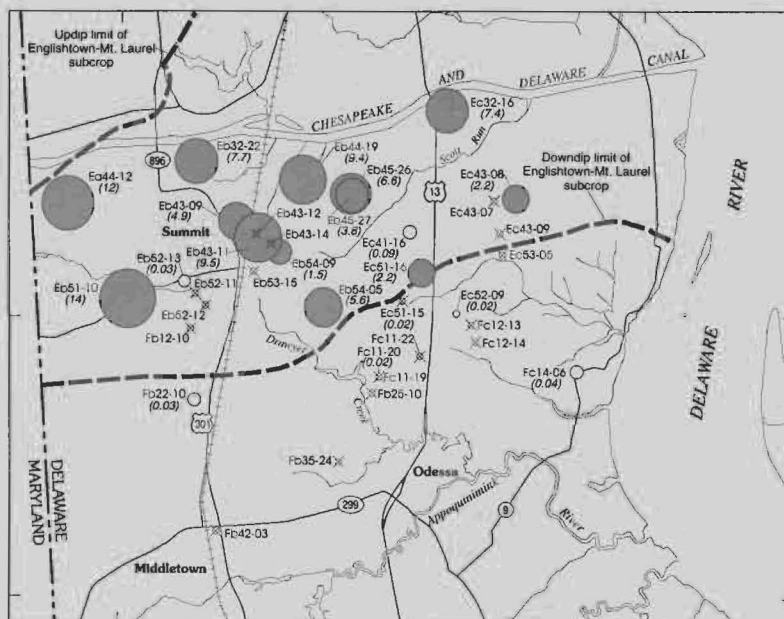 Updip limit of
Englishtown-Mt. Laurel
subcrop
CHESAPEAKE AND DELAWARE CANAL
Ec32-16
(7.4)
Eb32-22
(7.7)
Eb44-19
(9.4)
896
Scott Run
Downdip limit of
Englishtown-Mt. Laurel
subcrop
Ea44-12
(12)
Eb45-26
(6.6)
13
Ec43-08
(2.2)
Ec43-07
RIVER
Eb43-09
(4.9)
Eb43-12
Eb45-27
(3.6)
Summit
Eb43-14
Ec43-09
Ec41-16
(0.09)
Eb43-11
(9.5)
Eb54-09
(1.5)
Ec53-05
Eb52-13
(0.03)
Ec51-16
(2.2)
Eb51-10
(14)
Eb52-11
Eb53-15
Eb54-05
(5.6)
Ec52-09
(0.02)
Eb52-12
Ec51-15
(0.02)
Fb12-10
Fc12-13
Fc12-14
Drawyer Creek
Fc11-22
Fc11-20
(0.02)
Fc11-19
Fc14-06
(0.04)
DELAWARE
Fb22-10
(0.03)
Fb25-10
301
Fb35-24
Odessa
MARYLAND
DELAWARE
299
Appoquinimink River
9
Fb42-03
Middletown